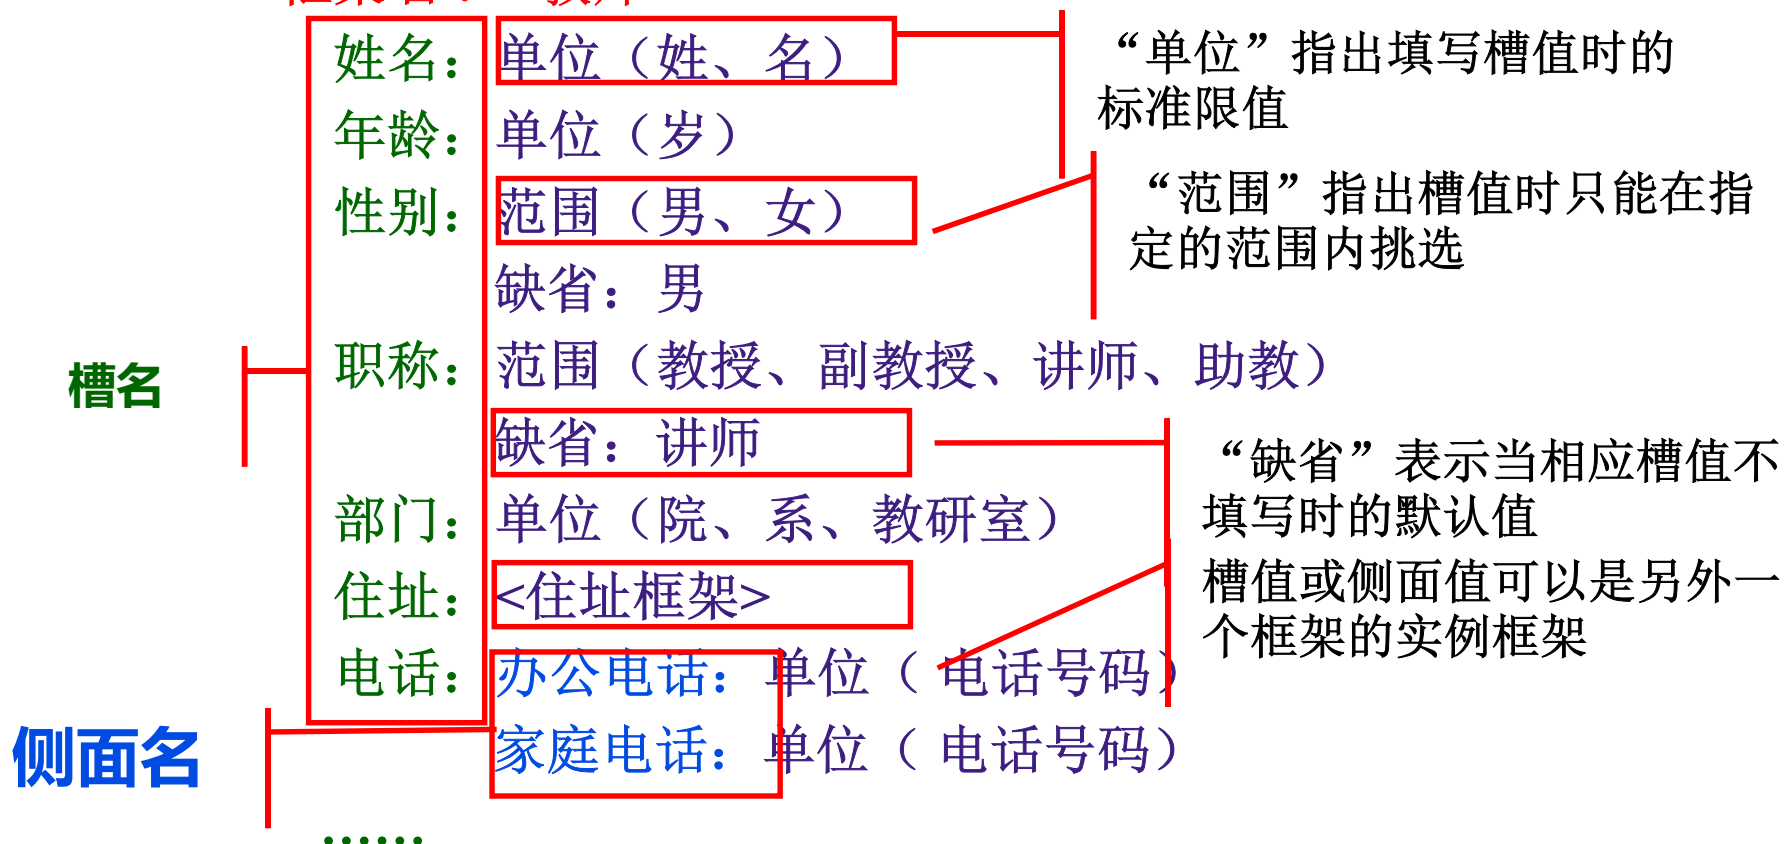 姓名：单位（姓、名）
“单位”指出填写槽值时的
标准限值
年龄：单位（岁）
性别：范围（男、女）
“范围”指出槽值时只能在指
定的范围内挑选
缺省：男
槽名
职称：范围（教授、副教授、讲师、助教）
缺省：讲师
“缺省”表示当相应槽值不
填写时的默认值
部门：单位（院、系、教研室）
住址：<住址框架>
槽值或侧面值可以是另外一
个框架的实例框架
电话：办公电话：单位（ 电话号码）
侧面名
家庭电话：单位（ 电话号码）
……